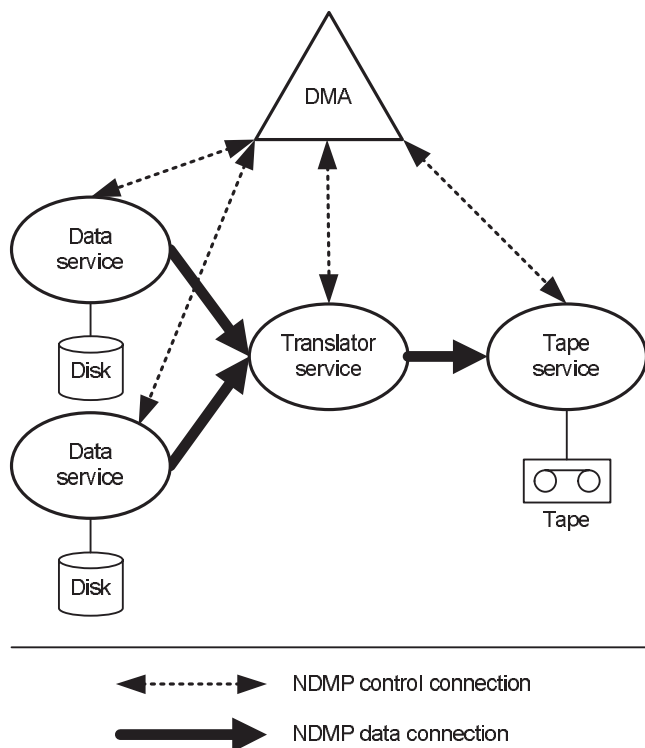 DMA
Data
service
Disk
Translator
service
Tape
service
Tape
Data
service
Disk
NDMP control connection
NDMP data connection